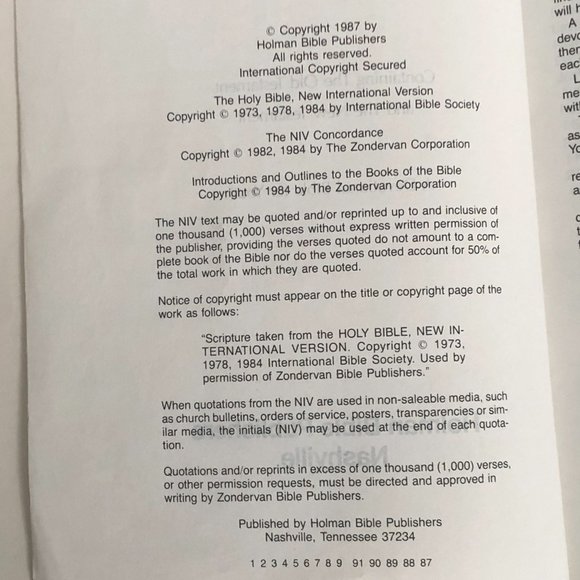 © Copyright 1987 by
Holman Bible Publishers
All rights reserved.
International Copyright Secured
The Holy Bible, New International Version
Copyright © 1973, 1978, 1984 by International Bible Society
The NIV Concordance
Copyright © 1982, 1984 by The Zondervan Corporation
Introductions and Outlines to the Books of the Bible
Copyright © 1984 by The Zondervan Corporation
The NIV text may be quoted and/or reprinted up to and inclusive of
one thousand (1,000) verses without express written permission of
the publisher, providing the verses quoted do not amount to a com-
plete book of the Bible nor do the verses quoted account for 50% of
the total work in which they are quoted.
Notice of copyright must appear on the title or copyright page of the
work as follows:
“Scripture taken from the HOLY BIBLE, NEW IN-
TERNATIONAL VERSION. Copyright © 1973,
1978, 1984 International Bible Society. Used by
permission of Zondervan Bible Publishers.”
When quotations from the NIV are used in non-saleable media, such
as church bulletins, orders of service, posters, transparencies or sim-
ilar media, the initials (NIV) may be used at the end of each quota-
tion.
Quotations and/or reprints in excess of one thousand (1,000) verses,
or other permission requests, must be directed and approved in
writing by Zondervan Bible Publishers.
Published by Holman Bible Publishers
Nashville, Tennessee 37234
1 2 3 4 5 6 7 8 9 91 90 89 88 87